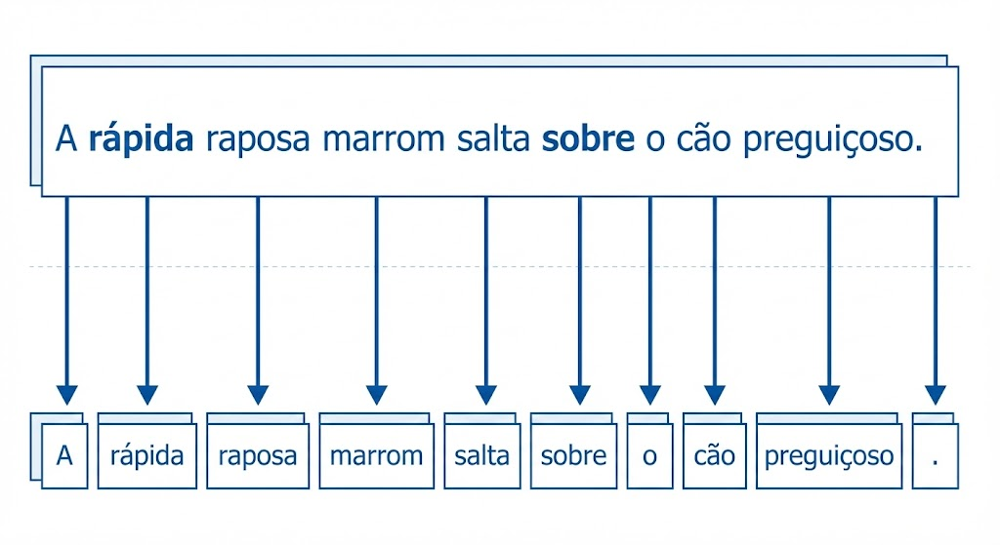 A rápida raposa marrom salta sobre o cão preguiçoso.
A rápida raposa marrom salta sobre o cão preguiçoso .